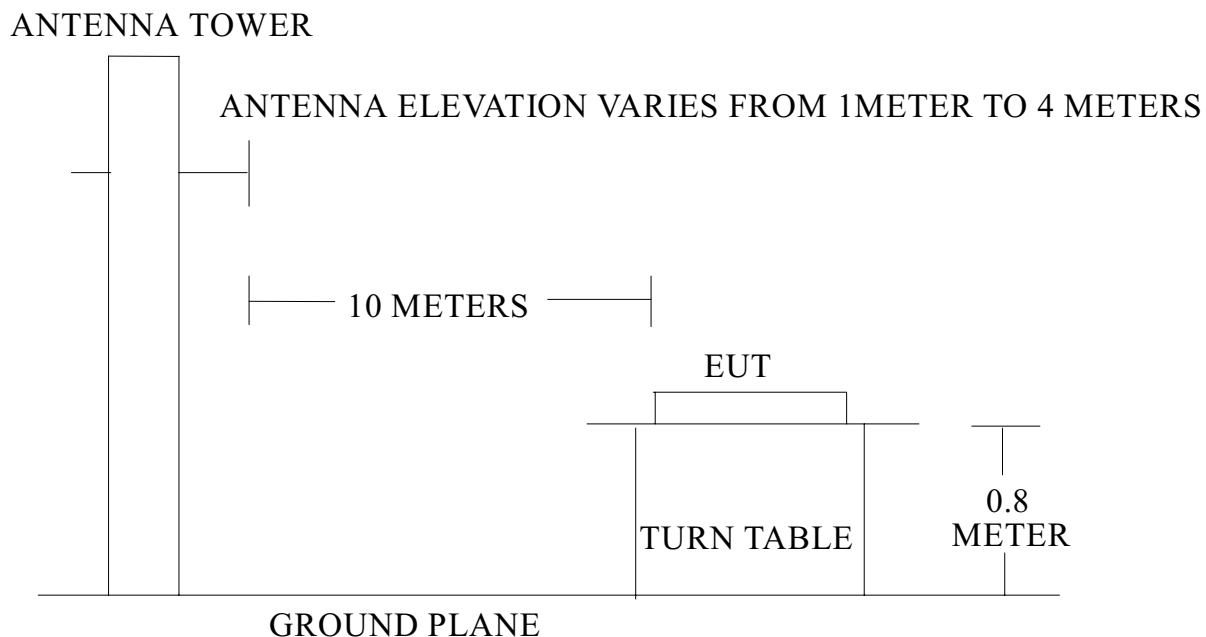 ANTENNA TOWER
ANTENNA ELEVATION VARIES FROM 1METER TO 4 METERS
10 METERS
EUT
0.8
METER
TURN TABLE
GROUND PLANE